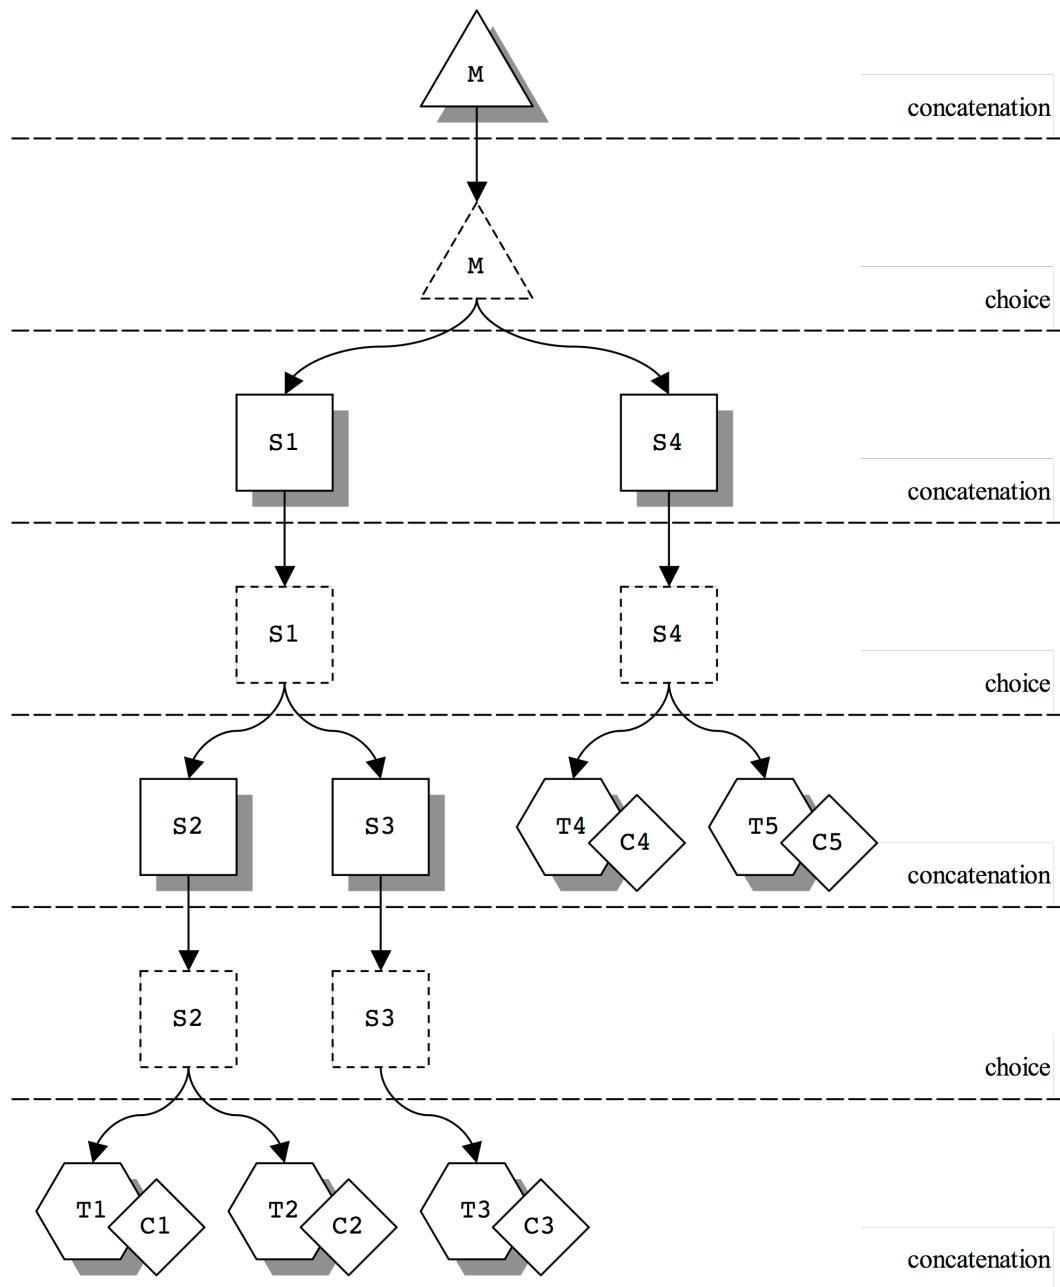 M
concatenation
M
choice
S1 S4
concatenation
S1 S4
choice
S2 S3 T4 C4 T5 C5
concatenation
S2 S3
choice
T1 C1 T2 C2 T3 C3
concatenation